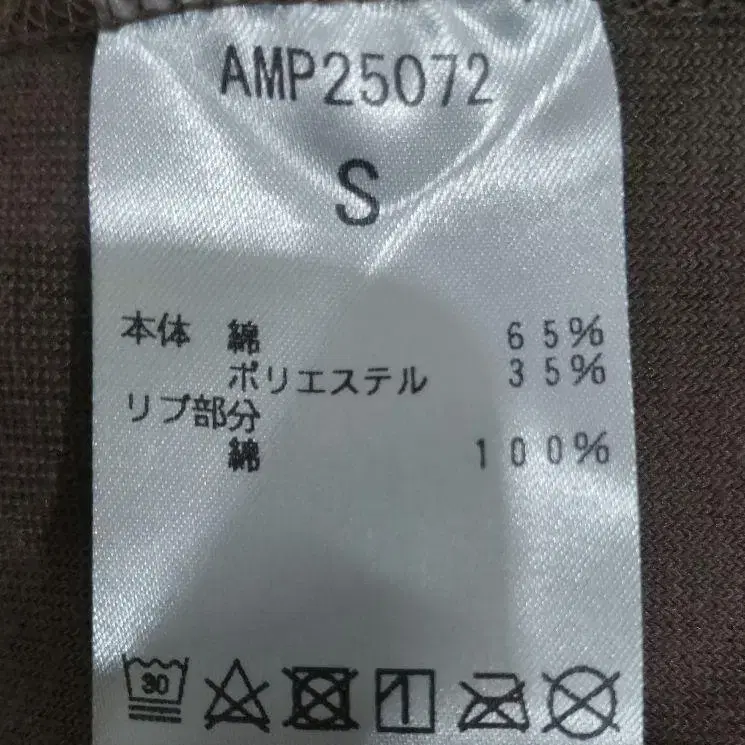 AMP25072
S
本体 綿 65%
ポリエステル 35%
リブ部分
綿 100%
30